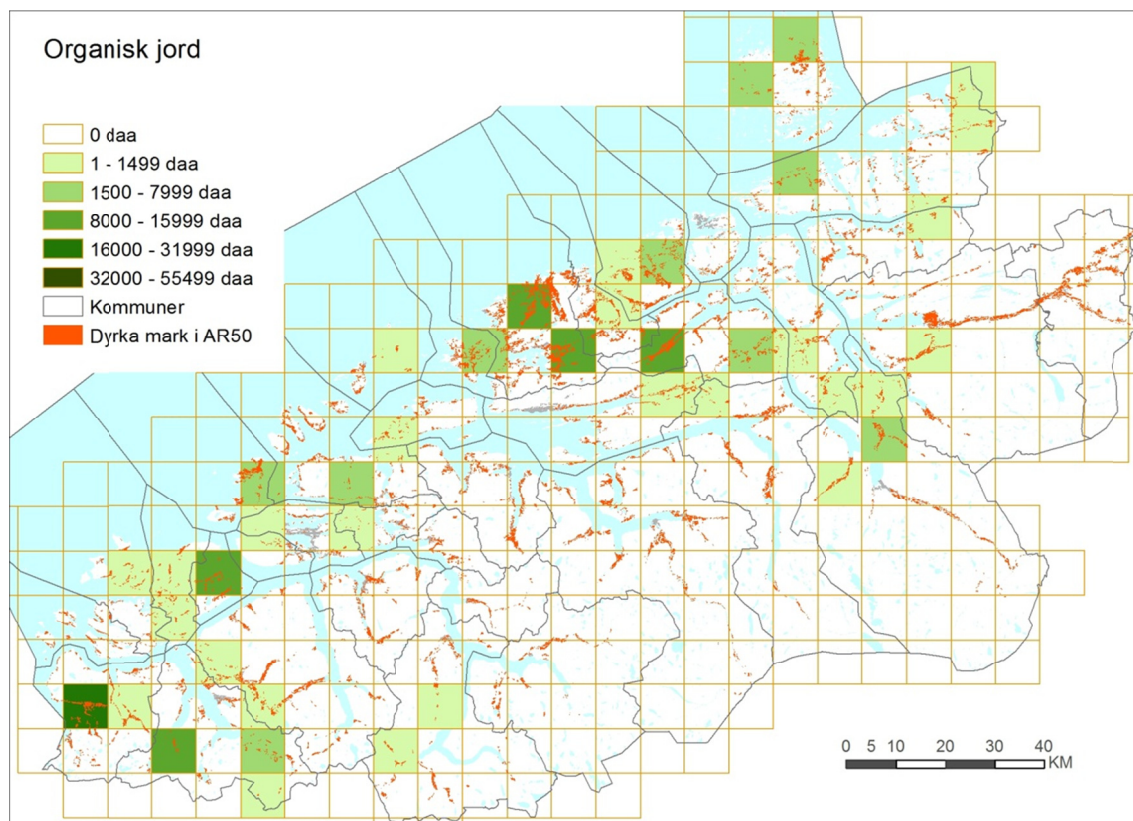 Organisk jord
0 daa
1 - 1499 daa
1500 - 7999 daa
8000 - 15999 daa
16000 - 31999 daa
32000 - 55499 daa
Kommuner
Dyrka mark i AR50
0 5 10 20 30 40
KM